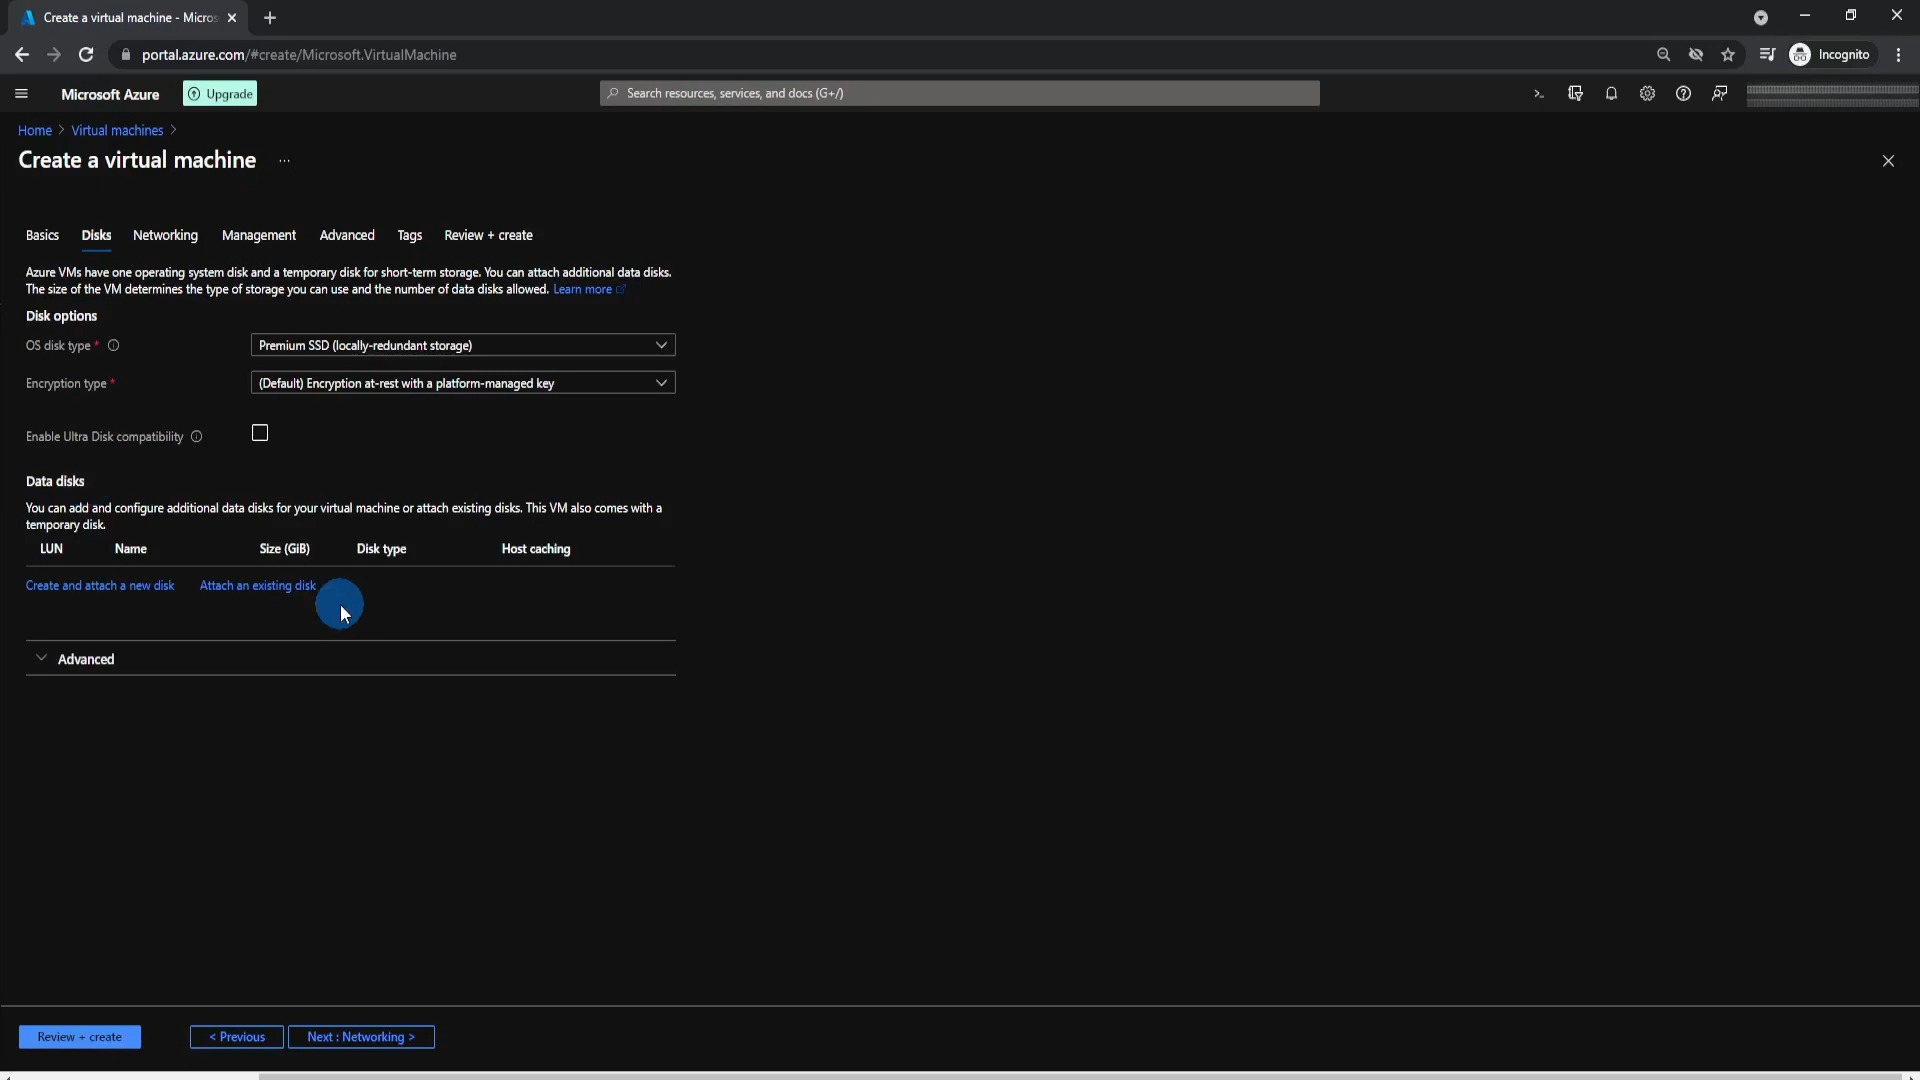 Create a virtual machine - Micros
portal.azure.com/#create/Microsoft.VirtualMachine
Incognito
Microsoft Azure
Upgrade
Search resources, services, and docs (G+/)
Home > Virtual machines >
Create a virtual machine ...
Basics Disks Networking Management Advanced Tags Review + create
Azure VMs have one operating system disk and a temporary disk for short-term storage. You can attach additional data disks.
The size of the VM determines the type of storage you can use and the number of data disks allowed. Learn more
Disk options
OS disk type * Premium SSD (locally-redundant storage)
Encryption type * (Default) Encryption at-rest with a platform-managed key
Enable Ultra Disk compatibility
Data disks
You can add and configure additional data disks for your virtual machine or attach existing disks. This VM also comes with a
temporary disk.
LUN Name Size (GiB) Disk type Host caching
Create and attach a new disk Attach an existing disk
Advanced
Review + create < Previous Next : Networking >